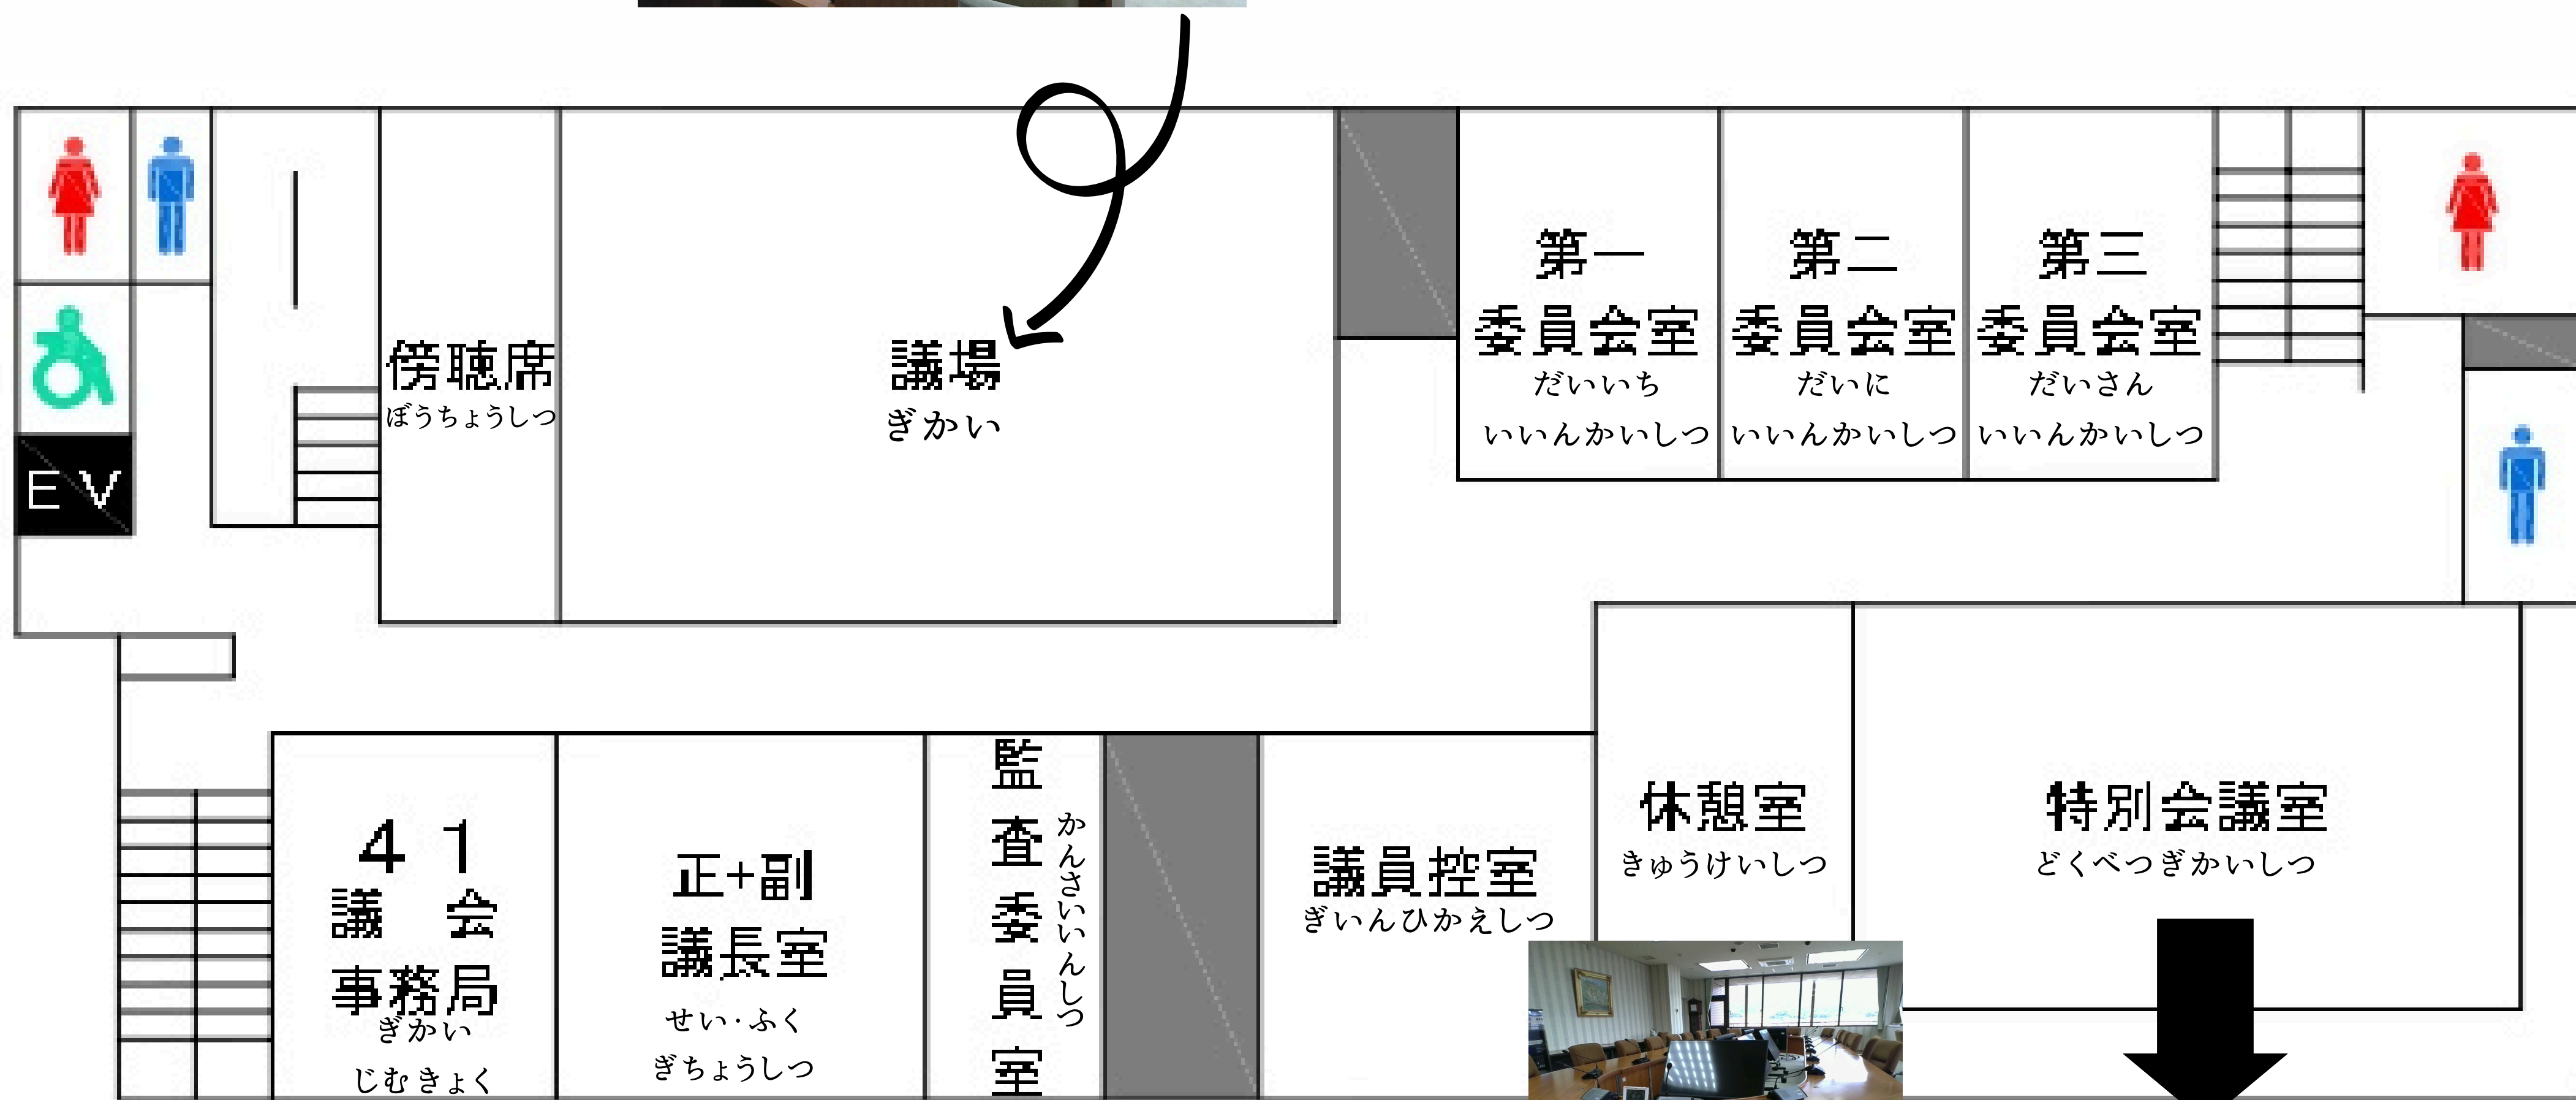 傍聴席
ぼうちょうしつ
議場
ぎかい
第一
委員会室
だいいち
いいんかいしつ
第二
委員会室
だいに
いいんかいしつ
第三
委員会室
だいさん
いいんかいしつ
EV
41
議 会
事務局
ぎかい
じむきょく
正+副
議長室
せい・ふく
ぎちょうしつ
監査委員室
かんさいいんしつ
議員控室
ぎいんひかえしつ
休憩室
きゅうけいしつ
特別会議室
どくべつぎかいしつ